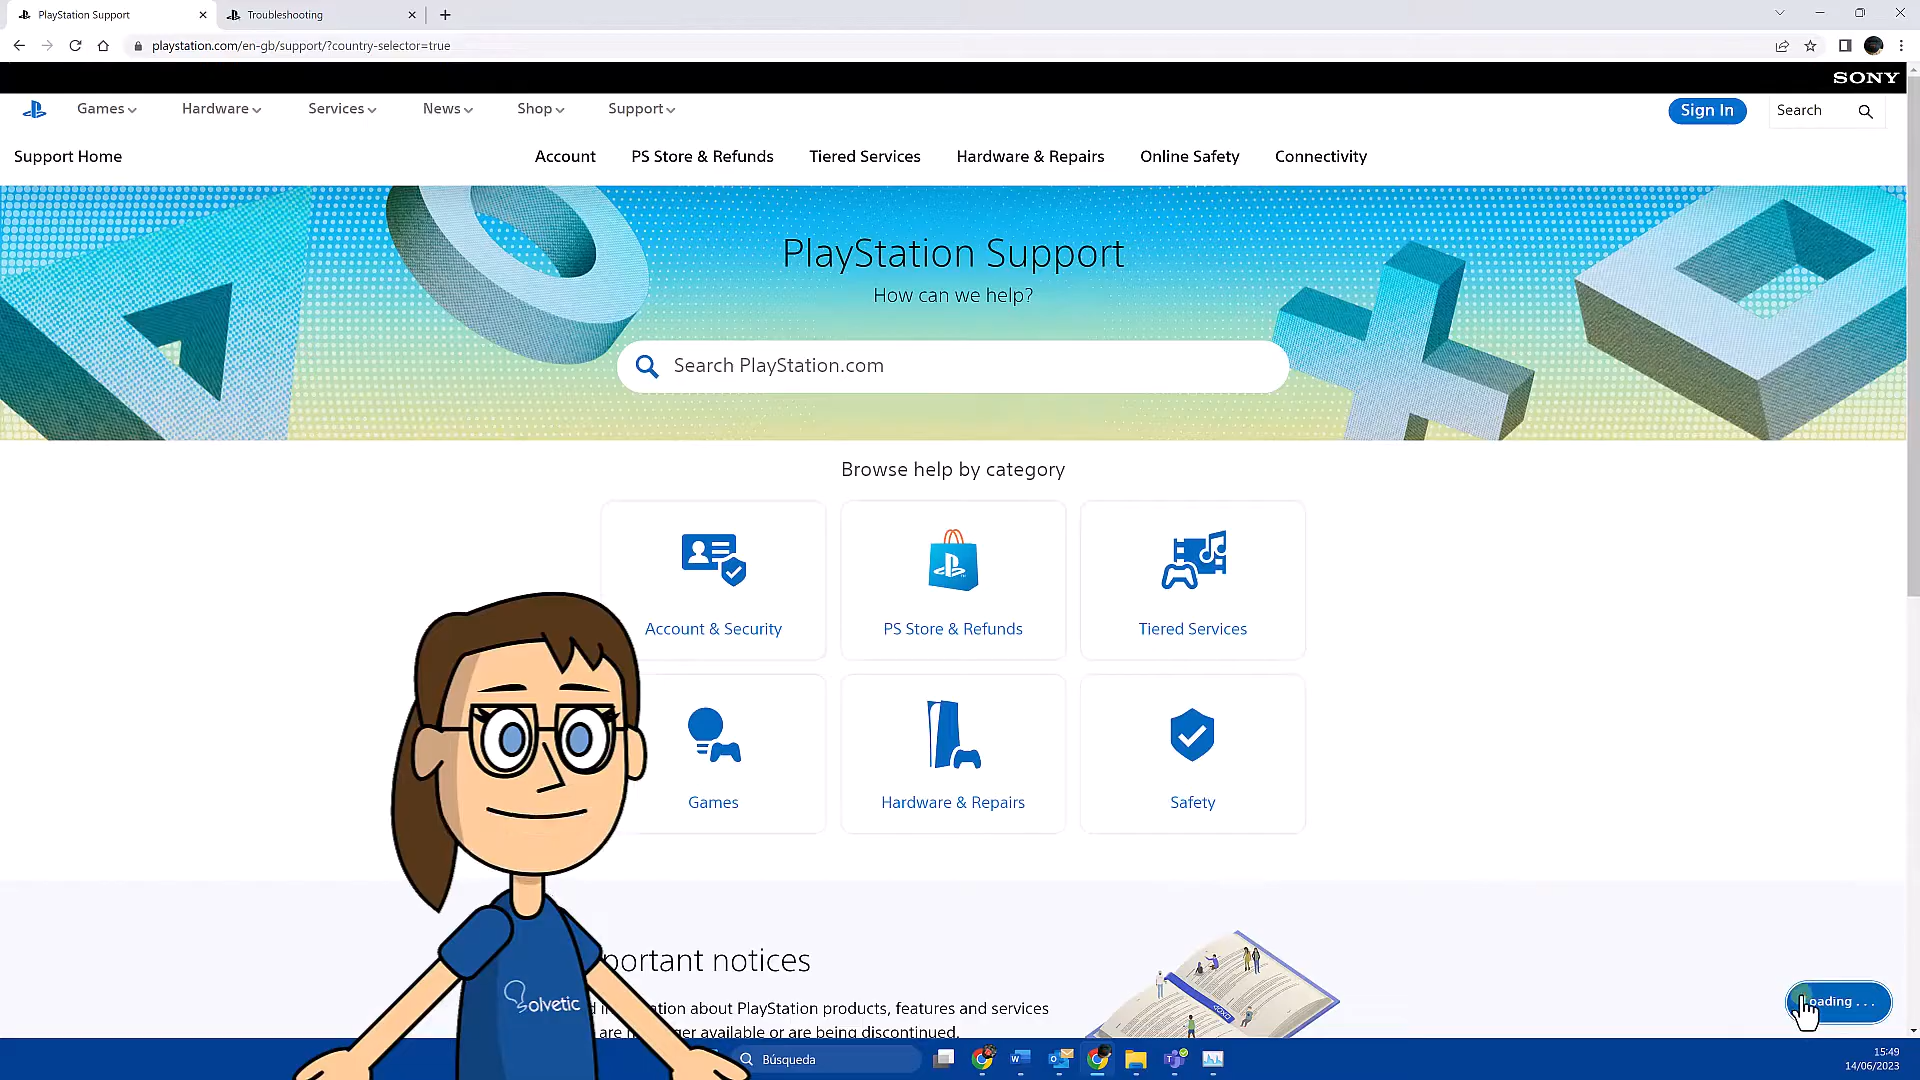 PlayStation Support
Troubleshooting
playstation.com/en-gb/support/?country-selector=true
SONY
Games
Hardware
Services
News
Shop
Support
Sign In
Search
Support Home
Account
PS Store & Refunds
Tiered Services
Hardware & Repairs
Online Safety
Connectivity
PlayStation Support
How can we help?
Search PlayStation.com
Browse help by category
Account & Security
PS Store & Refunds
Tiered Services
Games
Hardware & Repairs
Safety
portant notices
information about PlayStation products, features and services
are available or are being discontinued.
oading . . .
Solvetic
Búsqueda
15:49
14/06/2023